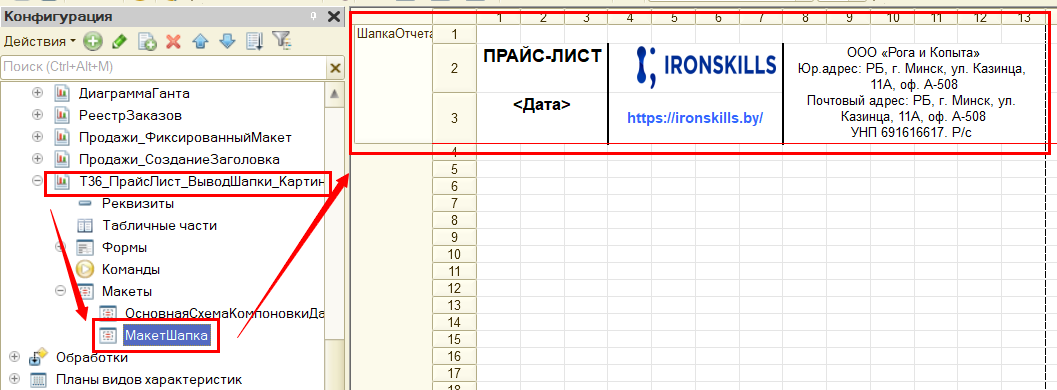 Конфигурация
Действия
Поиск (Ctrl+Alt+M)
ДиаграммаГанта
РеестрЗаказов
Продажи_ФиксированныйМакет
Продажи_СозданиеЗаголовка
Т36_ПрайсЛист_ВыводШапки_Картин
Реквизиты
Табличные части
Формы
Команды
Макеты
ОсновнаяСхемаКомпоновкиДа
МакетШапка
Обработки
Планы видов характеристик
1 2 3 4 5 6 7 8 9 10 11 12 13
ШапкаОтчета
1
2
3
4
5
6
7
8
9
10
11
12
13
14
15
16
17
18
ПРАЙС-ЛИСТ
<Дата>
IRONSKILLS
https://ironskills.by/
ООО «Рога и Копыта»
Юр.адрес: РБ, г. Минск, ул. Казинца,
11А, оф. А-508
Почтовый адрес: РБ, г. Минск, ул.
Казинца, 11А, оф. А-508
УНП 691616617. Р/с